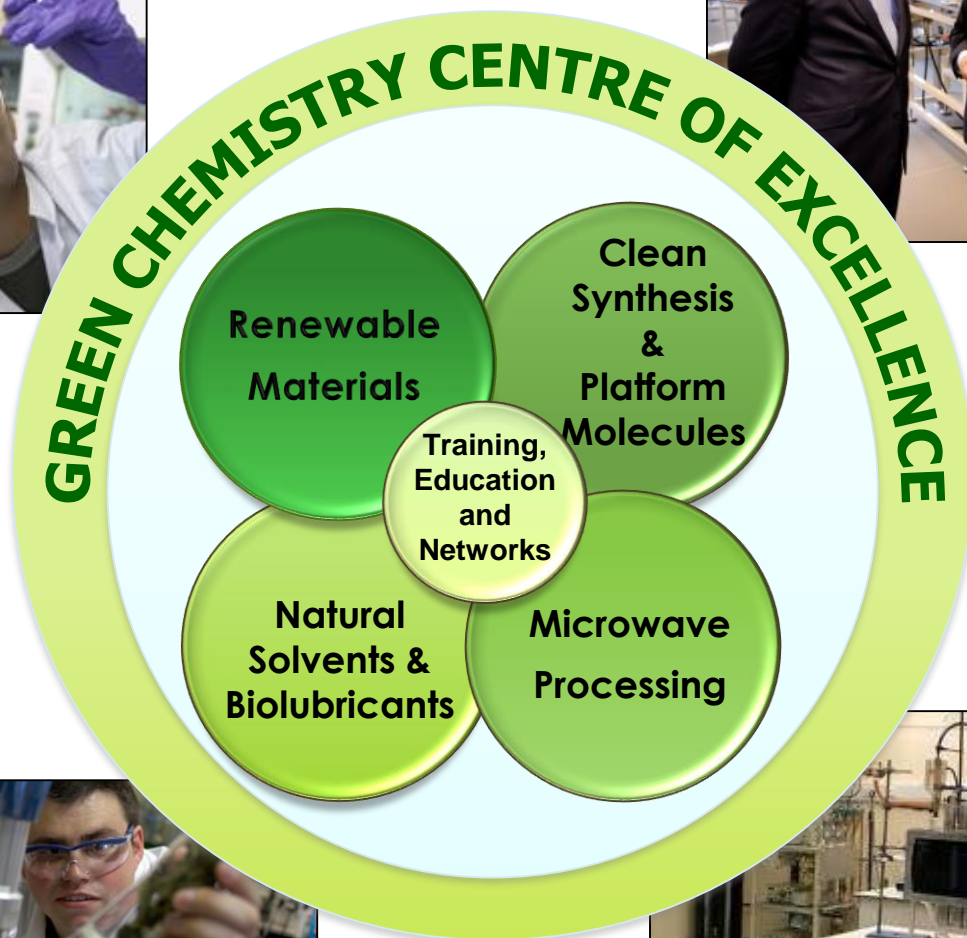 GREEN CHEMISTRY CENTRE OF EXCELLENCE
Renewable
Materials
Clean
Synthesis
&
Platform
Molecules
Training,
Education
and
Networks
Natural
Solvents &
Biolubricants
Microwave
Processing